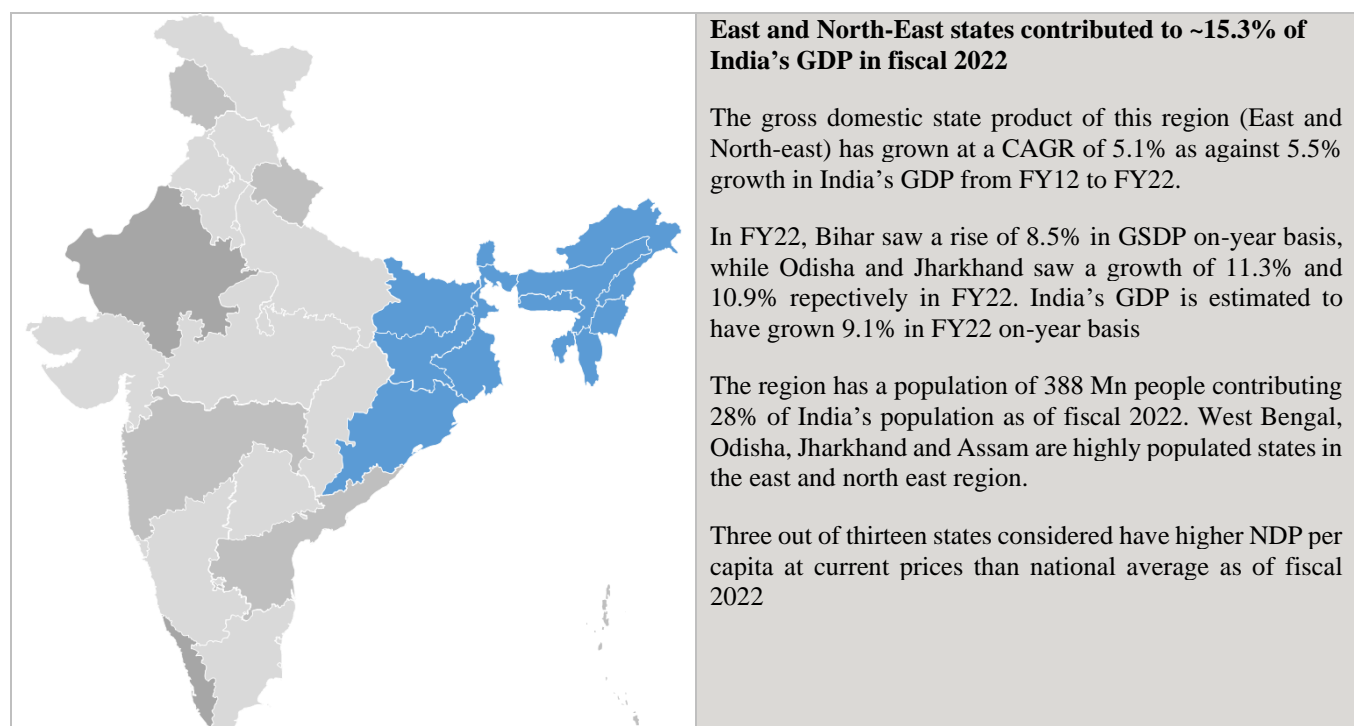 East and North-East states contributed to ~15.3% of
India’s GDP in fiscal 2022
The gross domestic state product of this region (East and
North-east) has grown at a CAGR of 5.1% as against 5.5%
growth in India’s GDP from FY12 to FY22.
In FY22, Bihar saw a rise of 8.5% in GSDP on-year basis,
while Odisha and Jharkhand saw a growth of 11.3% and
10.9% repectively in FY22. India’s GDP is estimated to
have grown 9.1% in FY22 on-year basis
The region has a population of 388 Mn people contributing
28% of India’s population as of fiscal 2022. West Bengal,
Odisha, Jharkhand and Assam are highly populated states in
the east and north east region.
Three out of thirteen states considered have higher NDP per
capita at current prices than national average as of fiscal
2022